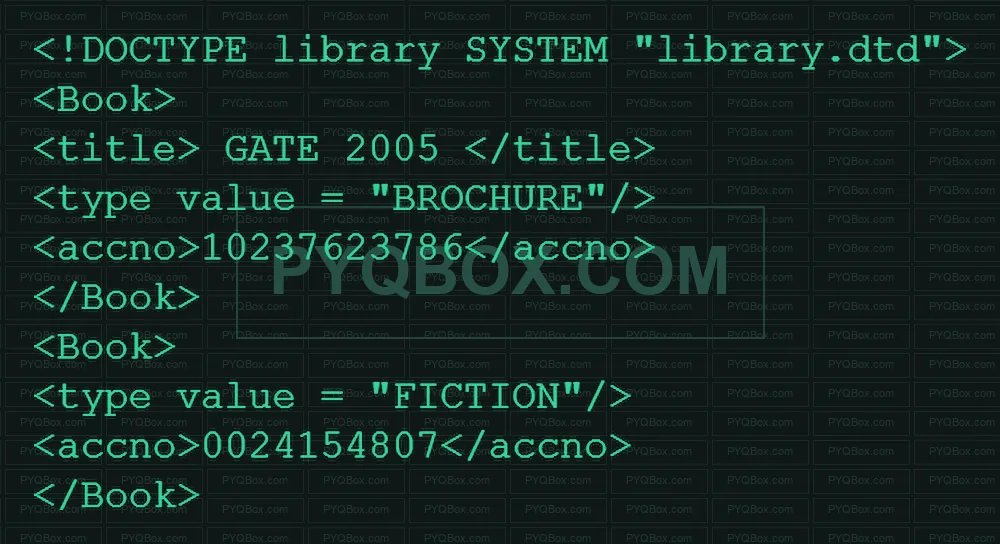 <!DOCTYPE library SYSTEM "library.dtd">
<Book>
<title> GATE 2005 </title>
<type value = "BROCHURE"/>
<accno>10237623786</accno>
</Book>
<Book>
<type value = "FICTION"/>
<accno>0024154807</accno>
</Book>
PYQBOX.COM